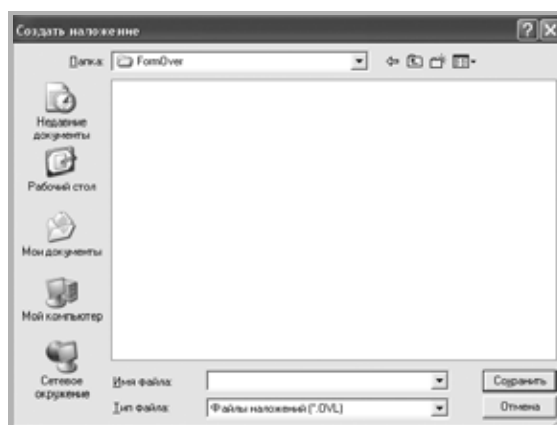 Создать наложение
Папка: FormOver
Недавние
документы
Рабочий стол
Мои документы
Мой компьютер
Сетевое
окружение
Имя файла:
Сохранить
Тип файла: Файлы наложений (*.OVL)
Отмена